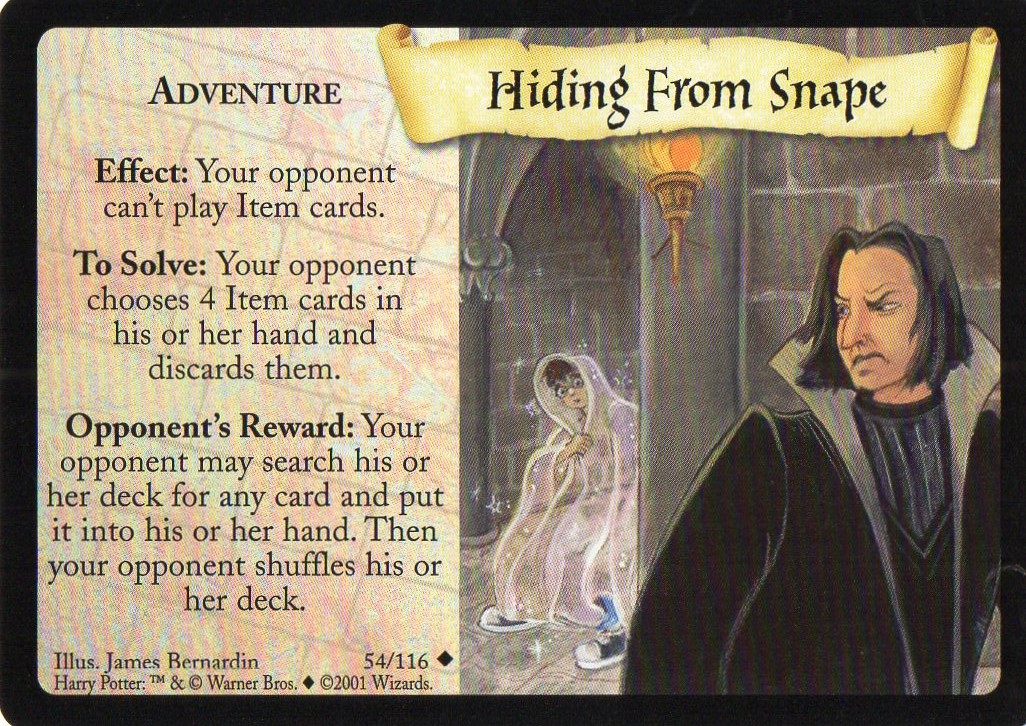 Hiding From Snape
ADVENTURE
Effect: Your opponent
can't play Item cards.
To Solve: Your opponent
chooses 4 Item cards in
his or her hand and
discards them.
Opponent's Reward: Your
opponent may search his or
her deck for any card and put
it into his or her hand. Then
your opponent shuffles his or
her deck.
Illus. James Bernardin 54/116 ◆
Harry Potter: ™ & © Warner Bros. ◆ ©2001 Wizards.